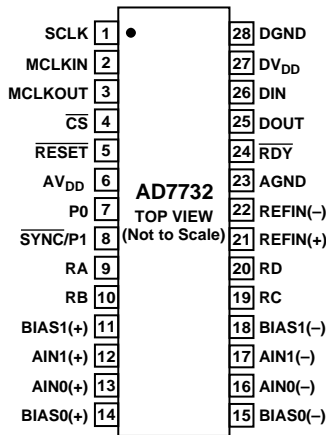 SCLK 1 28 DGND
MCLKIN 2 27 DVDD
MCLKOUT 3 26 DIN
CS 4 25 DOUT
RESET 5 24 RDY
AVDD 6 23 AGND
P0 7 22 REFIN(–)
SYNC/P1 8 21 REFIN(+)
RA 9 20 RD
RB 10 19 RC
BIAS1(+) 11 18 BIAS1(–)
AIN1(+) 12 17 AIN1(–)
AIN0(+) 13 16 AIN0(–)
BIAS0(+) 14 15 BIAS0(–)
AD7732
TOP VIEW
(Not to Scale)